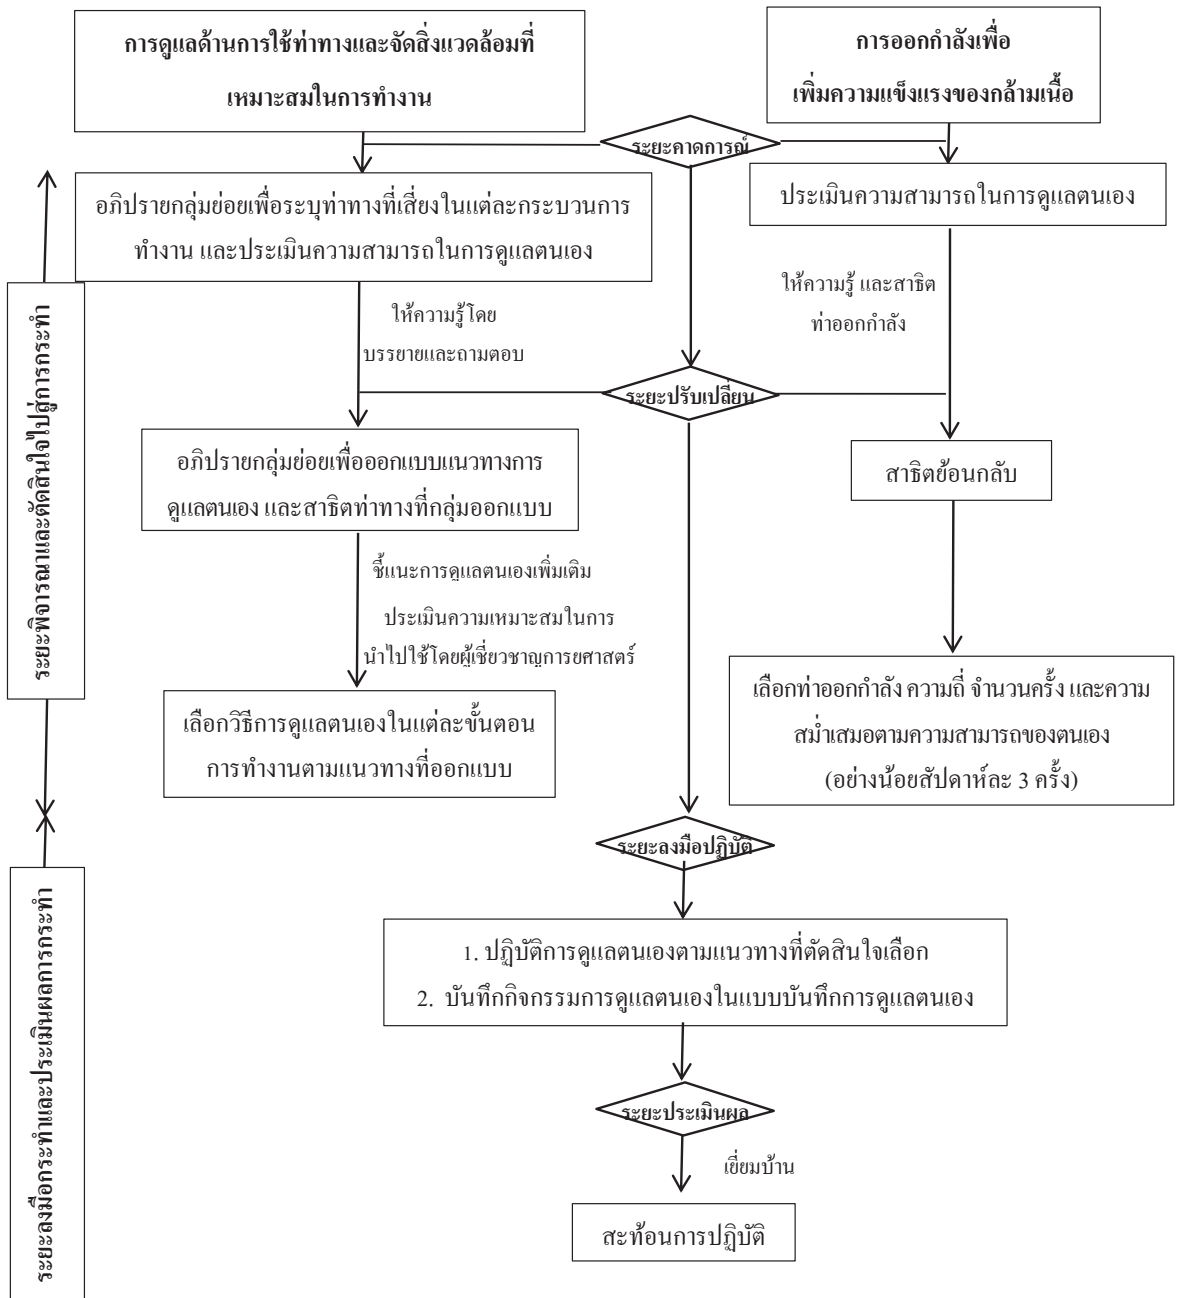 การดูแลด้านการใช้ท่าทางและจัดสิ่งแวดล้อมที่
เหมาะสมในการทำงาน
การออกกำลังเพื่อ
เพิ่มความแข็งแรงของกล้ามเนื้อ
ระยะคาดการณ์
อภิปรายกลุ่มย่อยเพื่อระบุท่าทางที่เสี่ยงในแต่ละกระบวนการ
ทำงาน และประเมินความสามารถในการดูแลตนเอง
ประเมินความสามารถในการดูแลตนเอง
ให้ความรู้โดย
บรรยายและถามตอบ
ให้ความรู้ และสาธิต
ท่าออกกำลัง
ระยะปรับเปลี่ยน
อภิปรายกลุ่มย่อยเพื่อออกแบบแนวทางการ
ดูแลตนเอง และสาธิตท่าทางที่กลุ่มออกแบบ
สาธิตย้อนกลับ
ชี้แนะการดูแลตนเองเพิ่มเติม
ประเมินความเหมาะสมในการ
นำไปใช้โดยผู้เชี่ยวชาญการยศาสตร์
เลือกวิธีการดูแลตนเองในแต่ละขั้นตอน
การทำงานตามแนวทางที่ออกแบบ
เลือกท่าออกกำลัง ความถี่ จำนวนครั้ง และความ
สม่ำเสมอตามความสามารถของตนเอง
(อย่างน้อยสัปดาห์ละ 3 ครั้ง)
ระยะพิจารณาและตัดสินใจไปสู่การกระทำ
ระยะลงมือปฏิบัติ
1. ปฏิบัติการดูแลตนเองตามแนวทางที่ตัดสินใจเลือก
2. บันทึกกิจกรรมการดูแลตนเองในแบบบันทึกการดูแลตนเอง
ระยะประเมินผล
เยี่ยมบ้าน
สะท้อนการปฏิบัติ
ระยะลงมือกระทำและประเมินผลการกระทำ